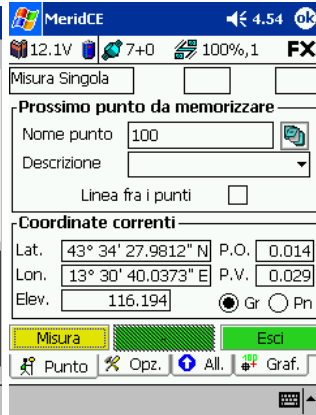 MeridCE 4.54 ok
12.1V 7+0 100%,1 FX
Misura Singola
Prossimo punto da memorizzare
Nome punto 100
Descrizione
Linea fra i punti
Coordinate correnti
Lat. 43° 34' 27.9812" N P.O. 0.014
Lon. 13° 30' 40.0373" E P.V. 0.029
Elev. 116.194 Gr Pn
Misura - Esci
Punto Opz. All. Graf.